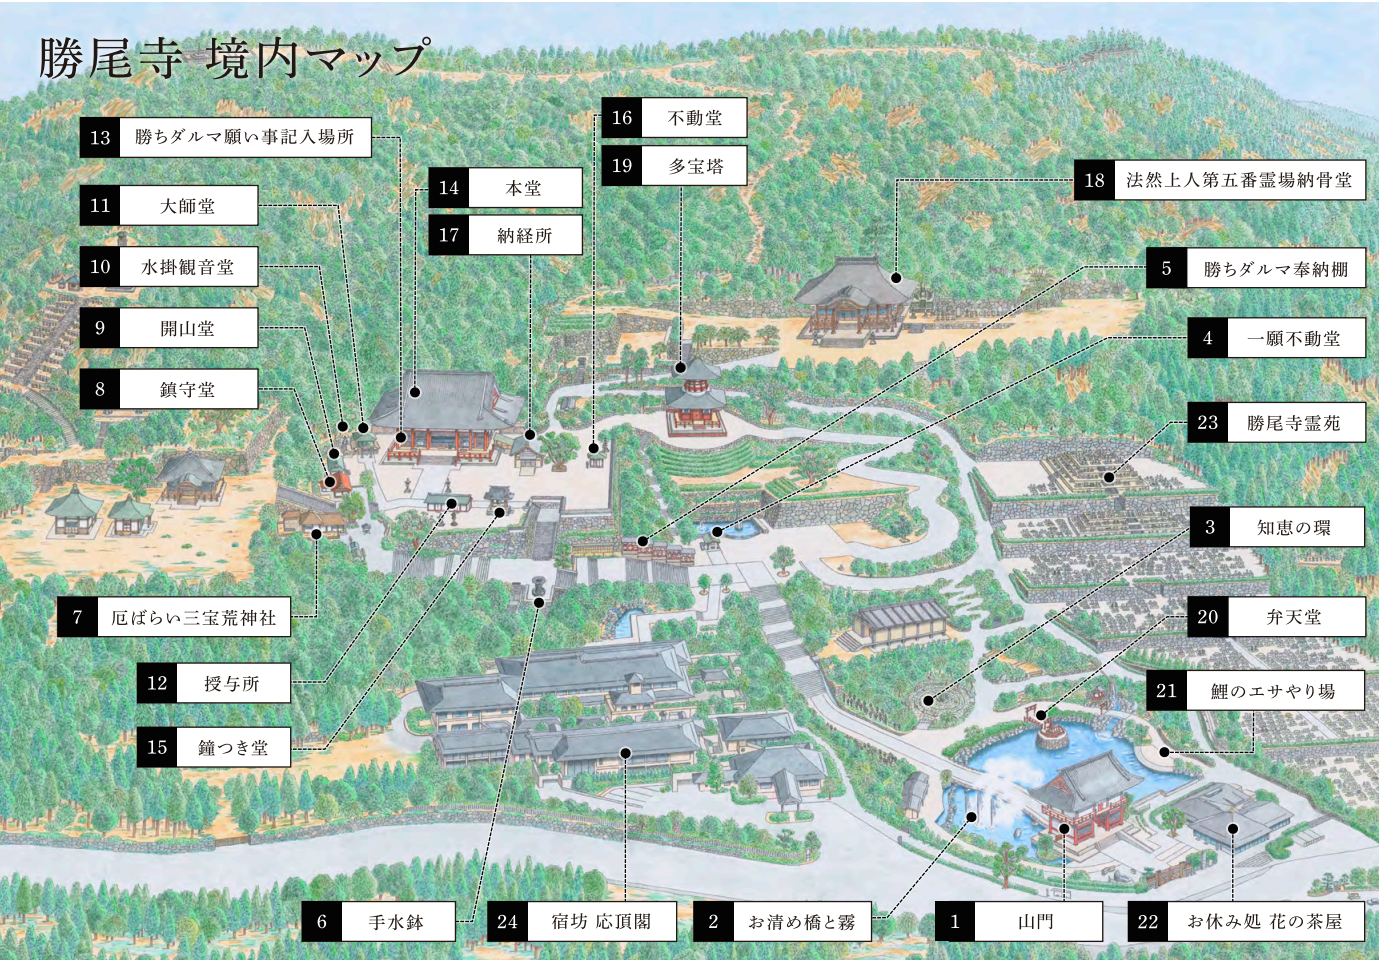 勝尾寺 境内マップ
13 勝ちダルマ願い事記入場所
11 大師堂
10 水掛観音堂
9 開山堂
8 鎮守堂
14 本堂
17 納経所
16 不動堂
19 多宝塔
18 法然上人第五番霊場納骨堂
5 勝ちダルマ奉納棚
4 一願不動堂
23 勝尾寺霊苑
3 知恵の環
20 弁天堂
21 鯉のエサやり場
7 厄ばらい三宝荒神社
12 授与所
15 鐘つき堂
6 手水鉢
24 宿坊 応頂閣
2 お清め橋と霧
1 山門
22 お休み処 花の茶屋